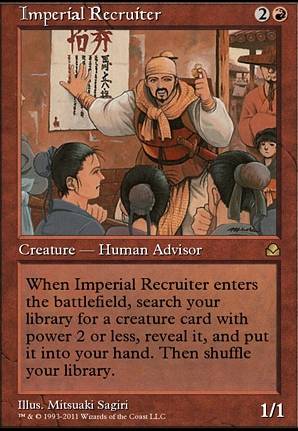 Imperial Recruiter 2
Creature — Human Advisor
When Imperial Recruiter enters
the battlefield, search your
library for a creature card with
power 2 or less, reveal it, and put
it into your hand. Then shuffle
your library.
Illus. Mitsuaki Sagiri
™ & © 1993-2011 Wizards of the Coast LLC
1/1